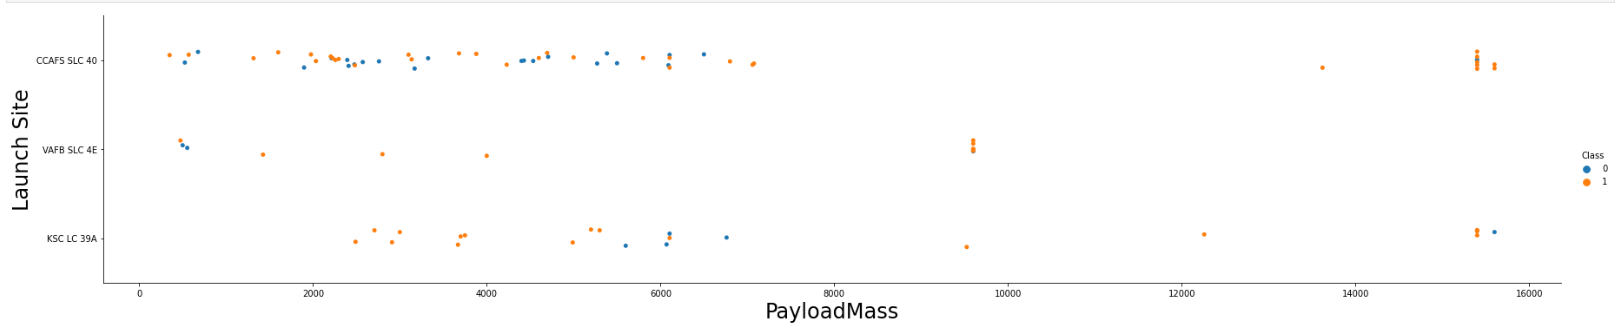 Launch Site
CCAFS SLC 40
VAFB SLC 4E
KSC LC 39A
0 2000 4000 6000 8000 10000 12000 14000 16000
PayloadMass
Class
0
1